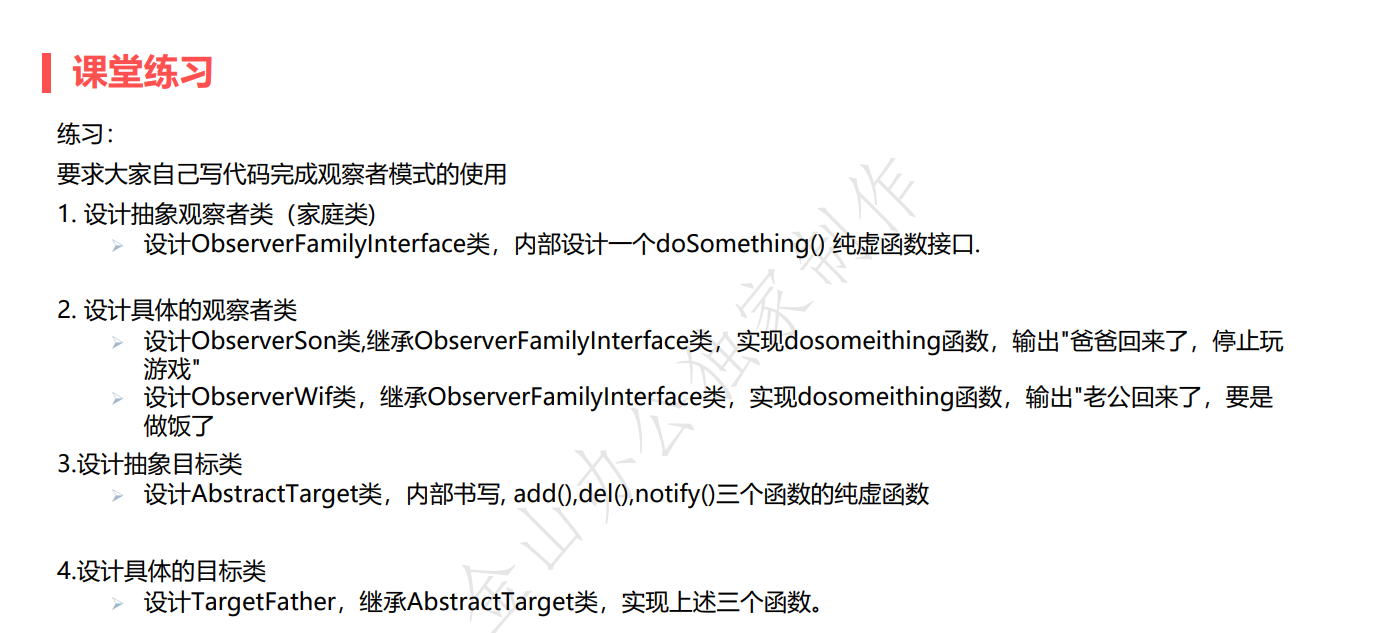 课堂练习
练习：
要求大家自己写代码完成观察者模式的使用
1. 设计抽象观察者类（家庭类)
设计ObserverFamilyInterface类，内部设计一个doSomething() 纯虚函数接口.
2. 设计具体的观察者类
设计ObserverSon类,继承ObserverFamilyInterface类，实现dosomeithing函数，输出"爸爸回来了，停止玩
游戏"
设计ObserverWif类，继承ObserverFamilyInterface类，实现dosomeithing函数，输出"老公回来了，要是
做饭了
3.设计抽象目标类
设计AbstractTarget类，内部书写, add(),del(),notify()三个函数的纯虚函数
4.设计具体的目标类
设计TargetFather，继承AbstractTarget类，实现上述三个函数。
金山办公独家制作